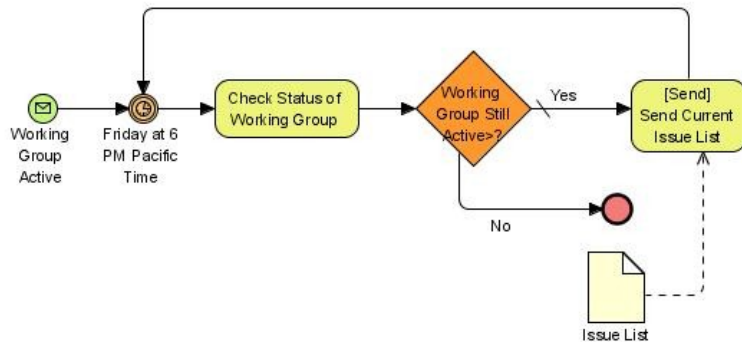 Working
Group
Active
Friday at 6
PM Pacific
Time
Check Status of
Working Group
Working
Group Still
Active>?
Yes
No
[Send]
Send Current
Issue List
Issue List